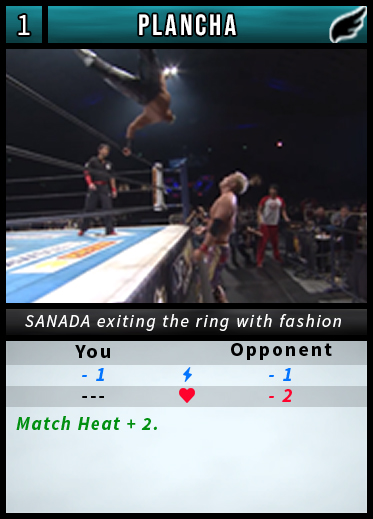 1 PLANCHA
SANADA exiting the ring with fashion
You Opponent
- 1 - 1
--- - 2
Match Heat + 2.